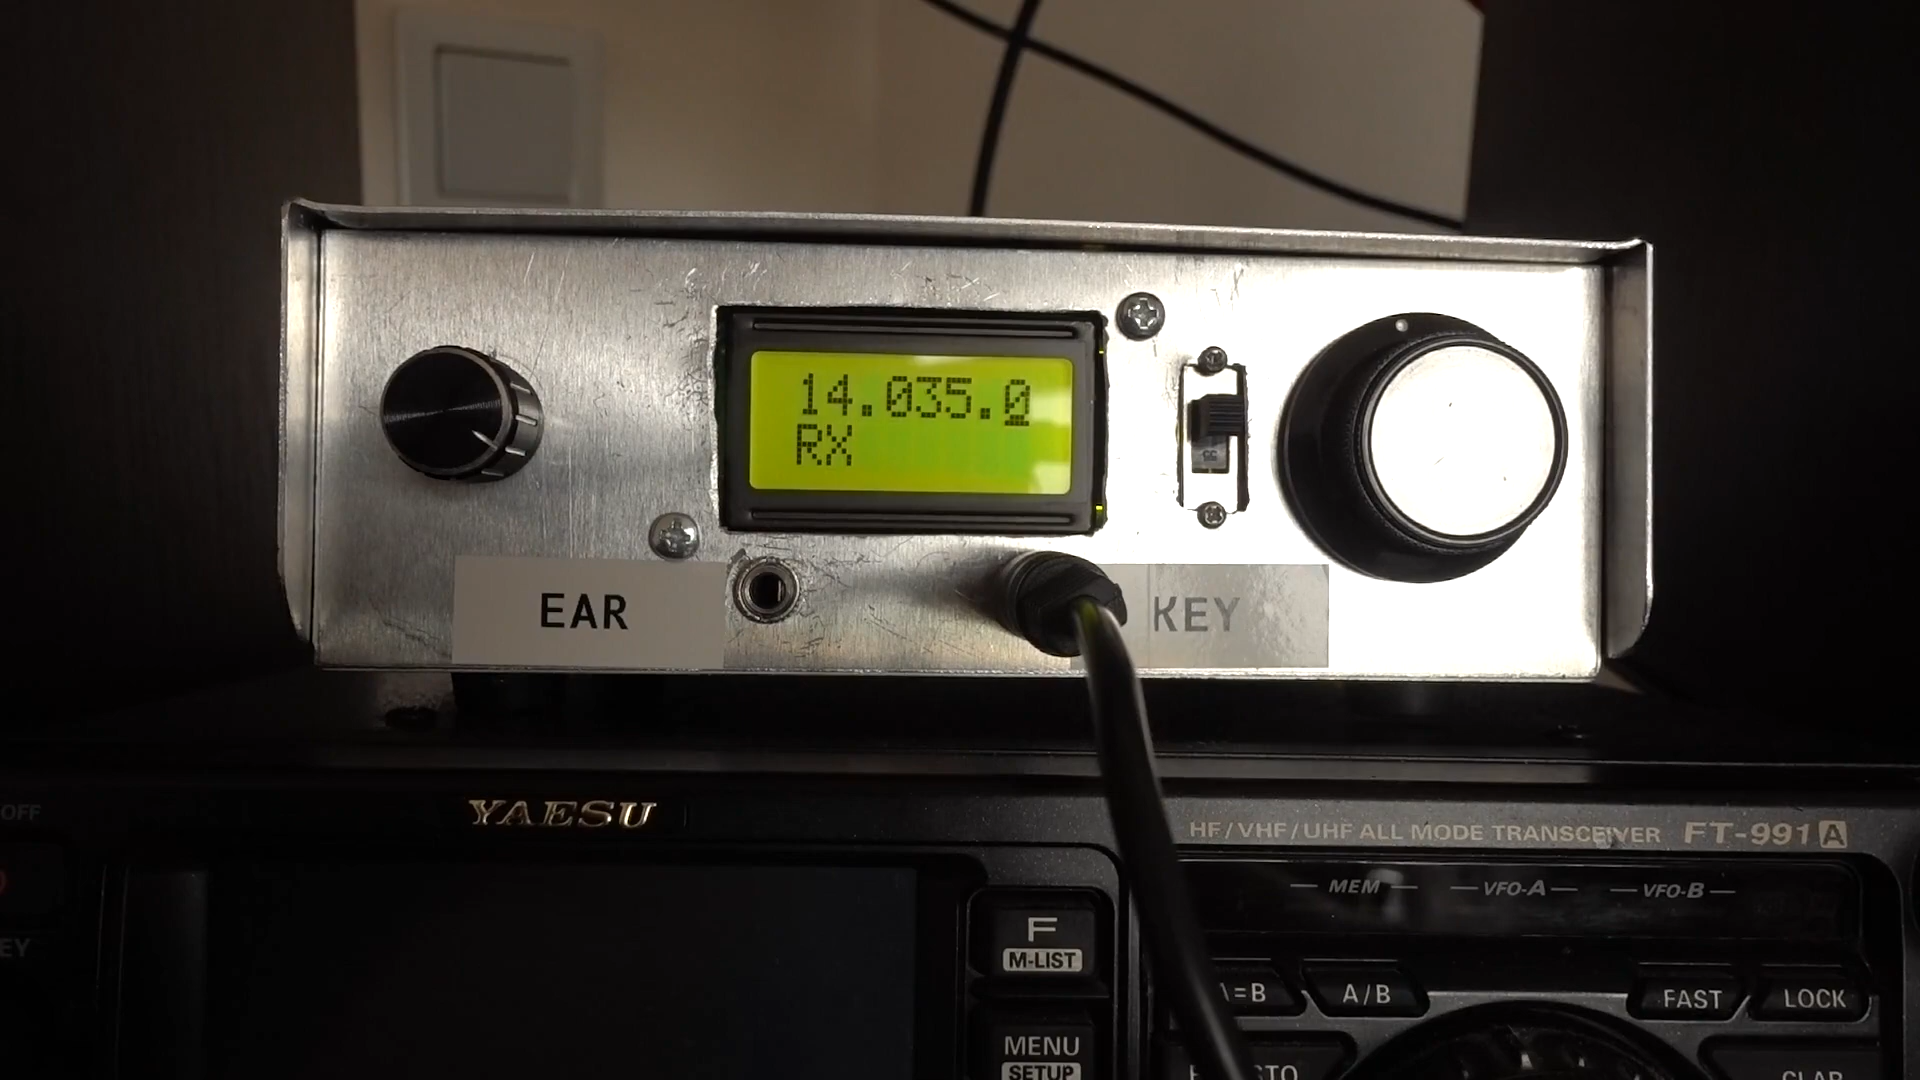 14.035.0
RX
EAR
KEY
OFF
YAESU
HF/VHF/UHF ALL MODE TRANSCEIVER FT-991A
MEM VFO-A VFO-B
F
M-LIST
A/B
FAST
LOCK
MENU
SETUP